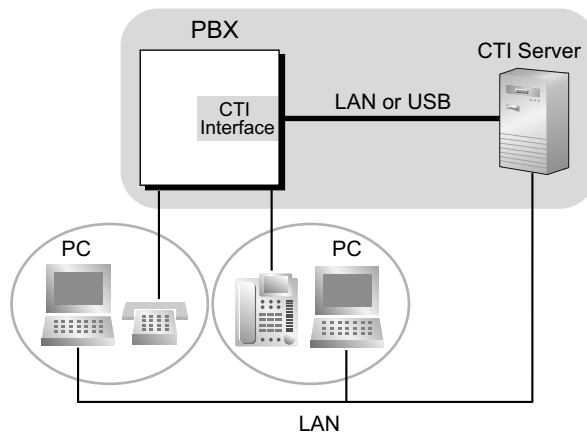 PBX
CTI Server
CTI
Interface
LAN or USB
PC
PC
LAN